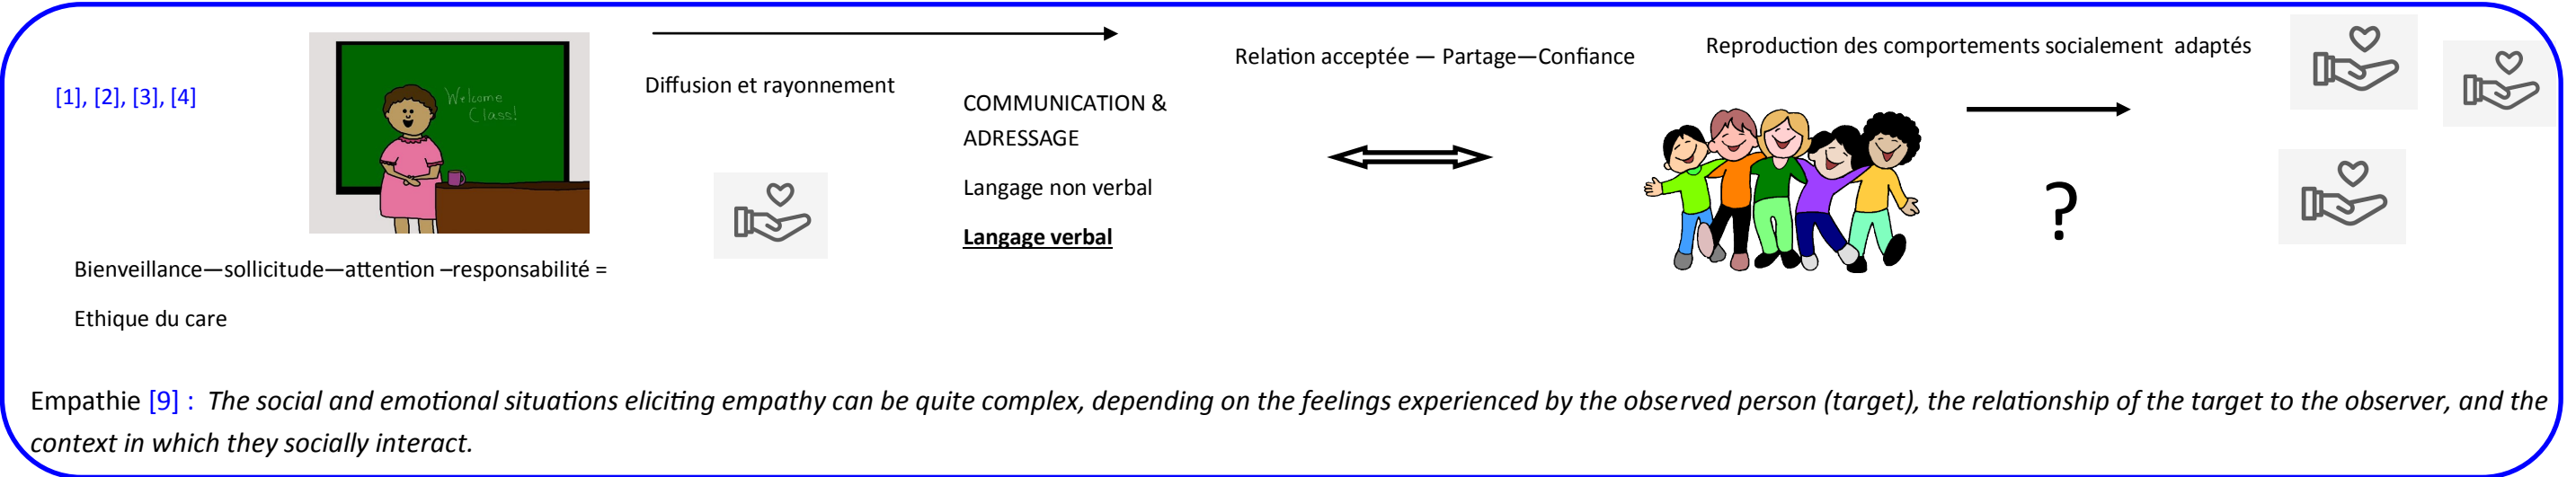 [1], [2], [3], [4]
Welcome
Class!
Bienveillance—sollicitude—attention –responsabilité =
Ethique du care
Diffusion et rayonnement
COMMUNICATION &
ADRESSAGE
Langage non verbal
Langage verbal
Relation acceptée — Partage—Confiance
Reproduction des comportements socialement adaptés
?
Empathie [9] : The social and emotional situations eliciting empathy can be quite complex, depending on the feelings experienced by the observed person (target), the relationship of the target to the observer, and the
context in which they socially interact.